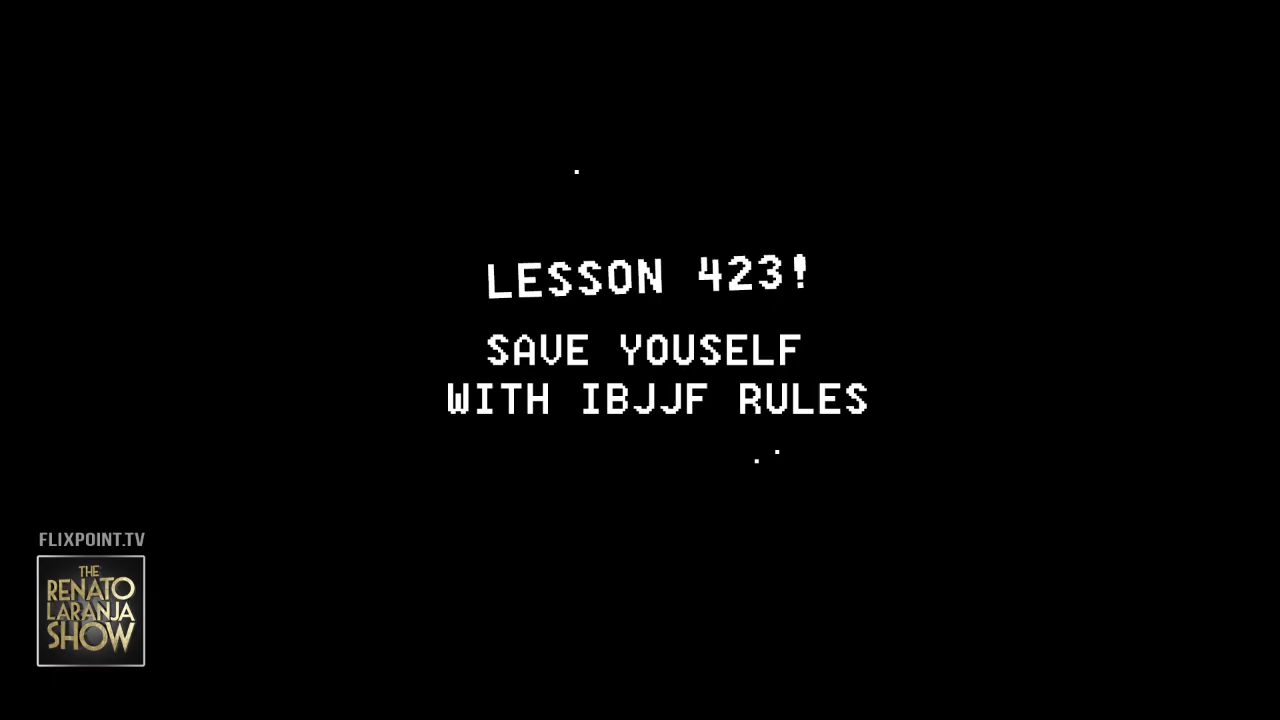 LESSON 423!
SAVE YOUSELF
WITH IBJJF RULES
FLIXPOINT.TV
THE
RENATO
LARANJA
SHOW